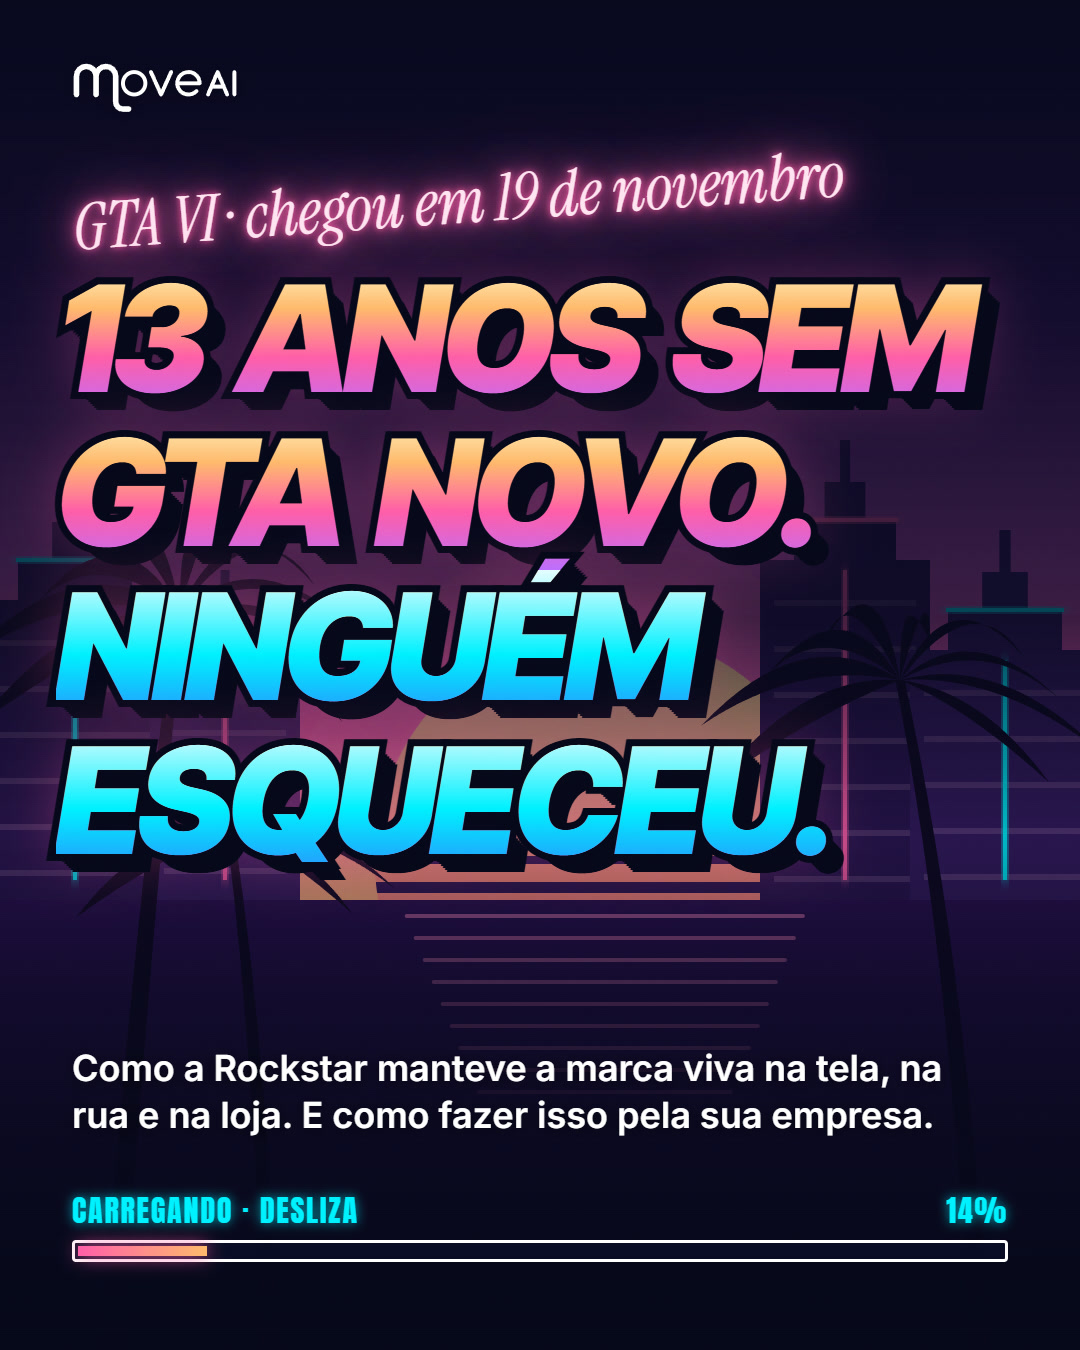 MoveAI
GTA VI · chegou em 19 de novembro
13 ANOS SEM
GTA NOVO.
NINGUÉM
ESQUECEU.
Como a Rockstar manteve a marca viva na tela, na
rua e na loja. E como fazer isso pela sua empresa.
CARREGANDO · DESLIZA 14%